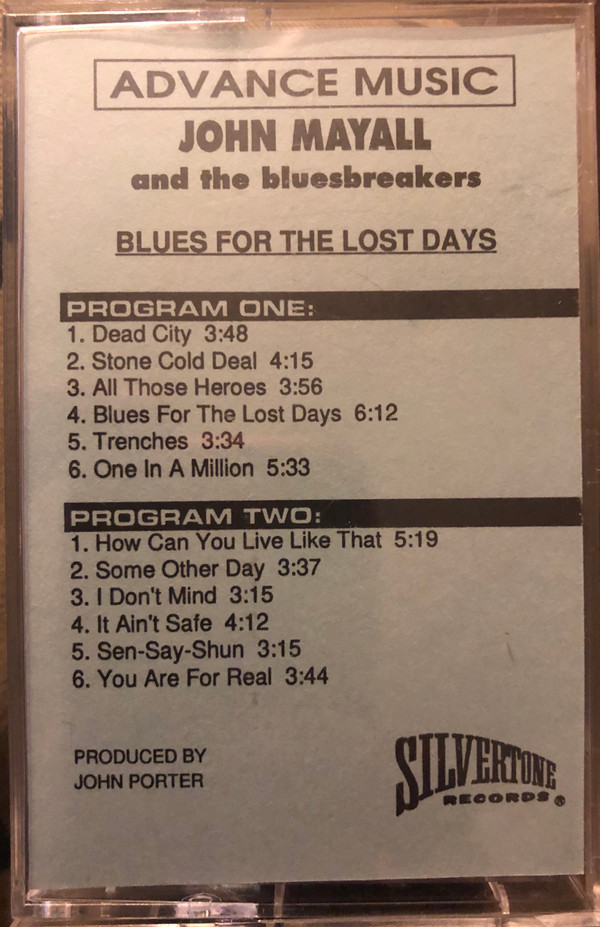 ADVANCE MUSIC
JOHN MAYALL
and the bluesbreakers
BLUES FOR THE LOST DAYS
PROGRAM ONE:
1. Dead City 3:48
2. Stone Cold Deal 4:15
3. All Those Heroes 3:56
4. Blues For The Lost Days 6:12
5. Trenches 3:34
6. One In A Million 5:33
PROGRAM TWO:
1. How Can You Live Like That 5:19
2. Some Other Day 3:37
3. I Don't Mind 3:15
4. It Ain't Safe 4:12
5. Sen-Say-Shun 3:15
6. You Are For Real 3:44
PRODUCED BY
JOHN PORTER
SILVERTONE
RECORDS ®